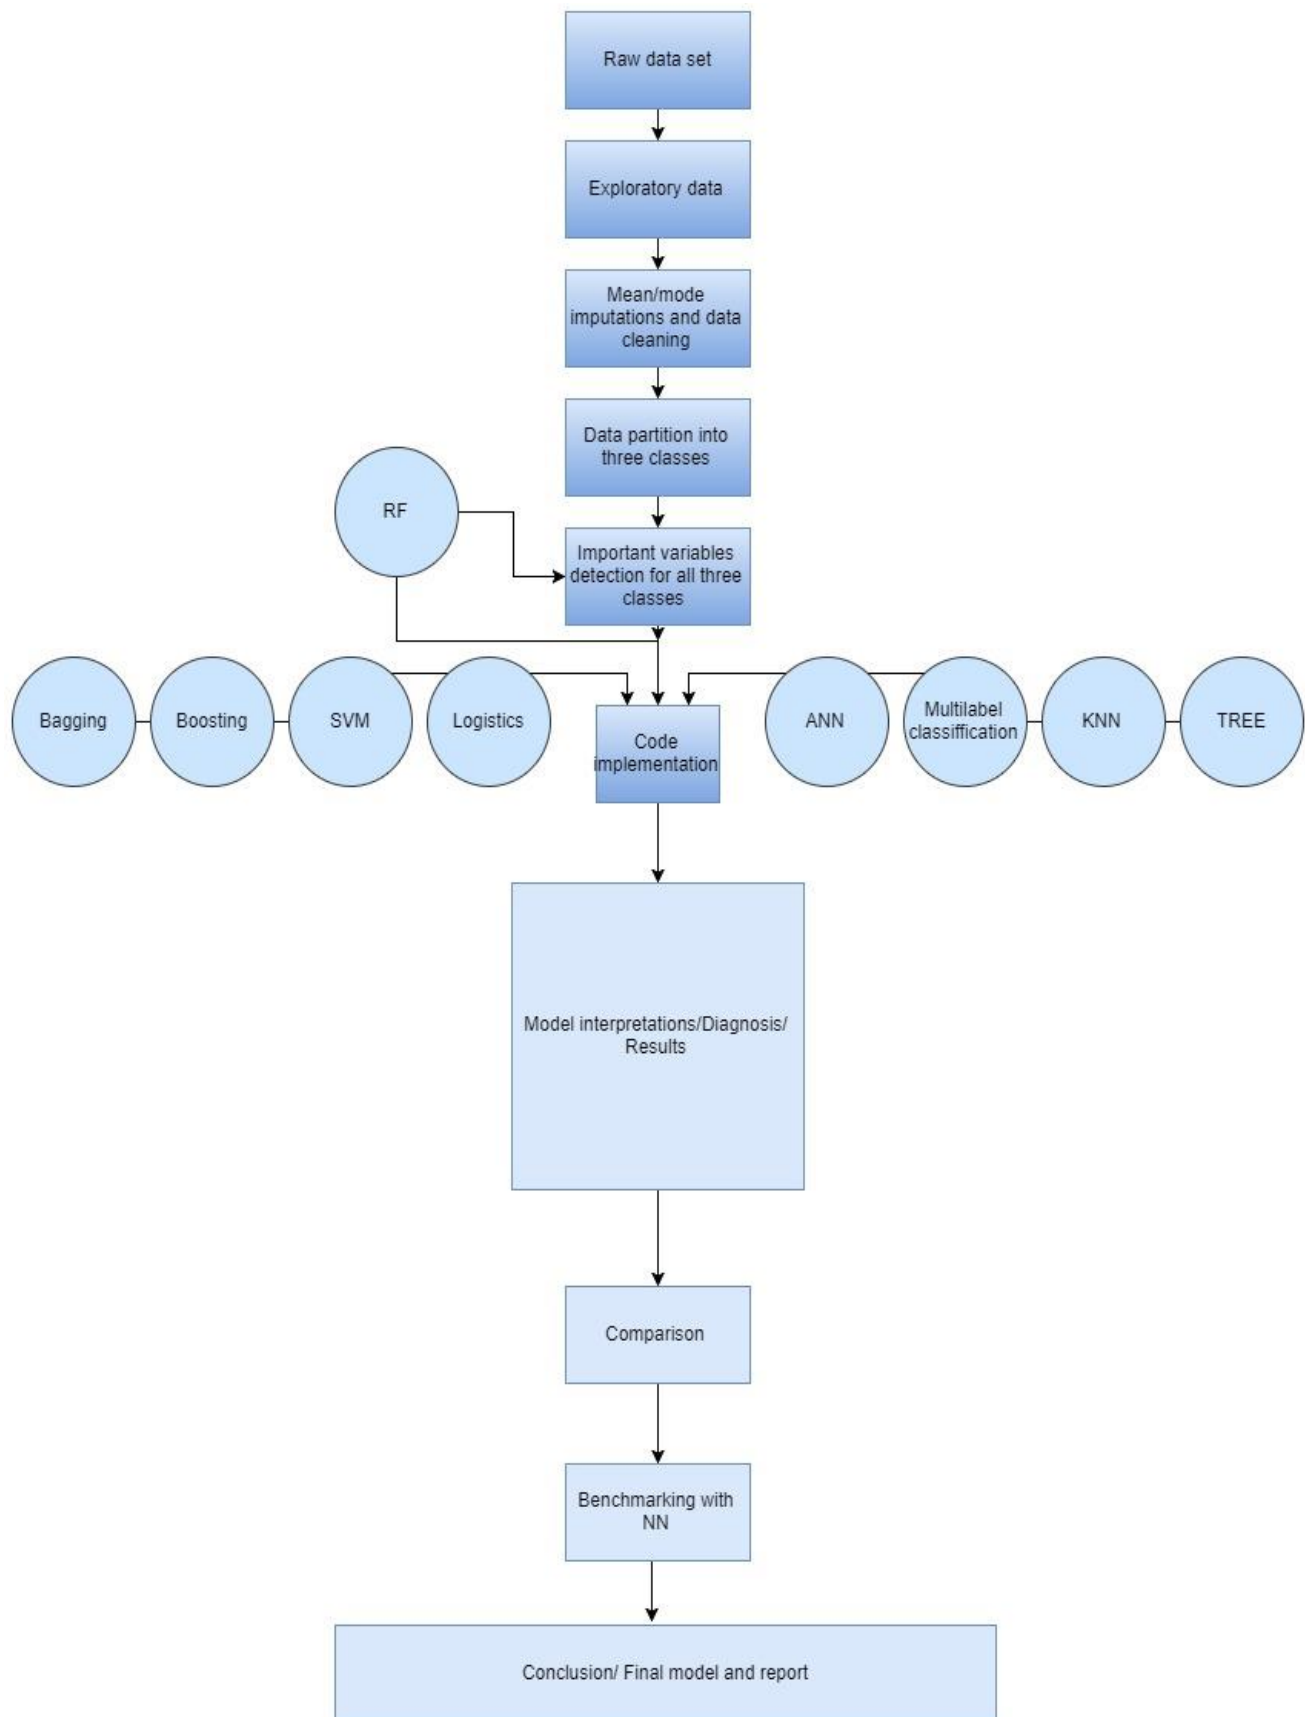 Raw data set
Exploratory data
Mean/mode
imputations and data
cleaning
Data partition into
three classes
RF
Important variables
detection for all three
classes
Bagging
Boosting
SVM
Logistics
Code
implementation
ANN
Multilabel
classiffication
KNN
TREE
Model interpretations/Diagnosis/
Results
Comparison
Benchmarking with
NN
Conclusion/ Final model and report